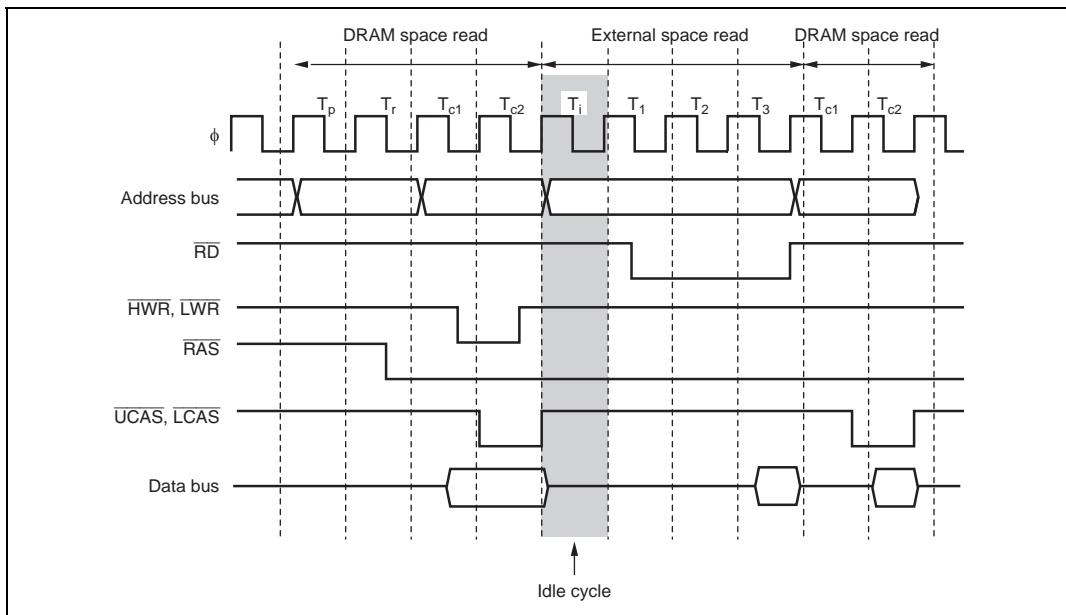 DRAM space read External space read DRAM space read
Tp Tr Tc1 Tc2 Ti T1 T2 T3 Tc1 Tc2
ϕ
Address bus
RD
HWR, LWR
RAS
UCAS, LCAS
Data bus
Idle cycle